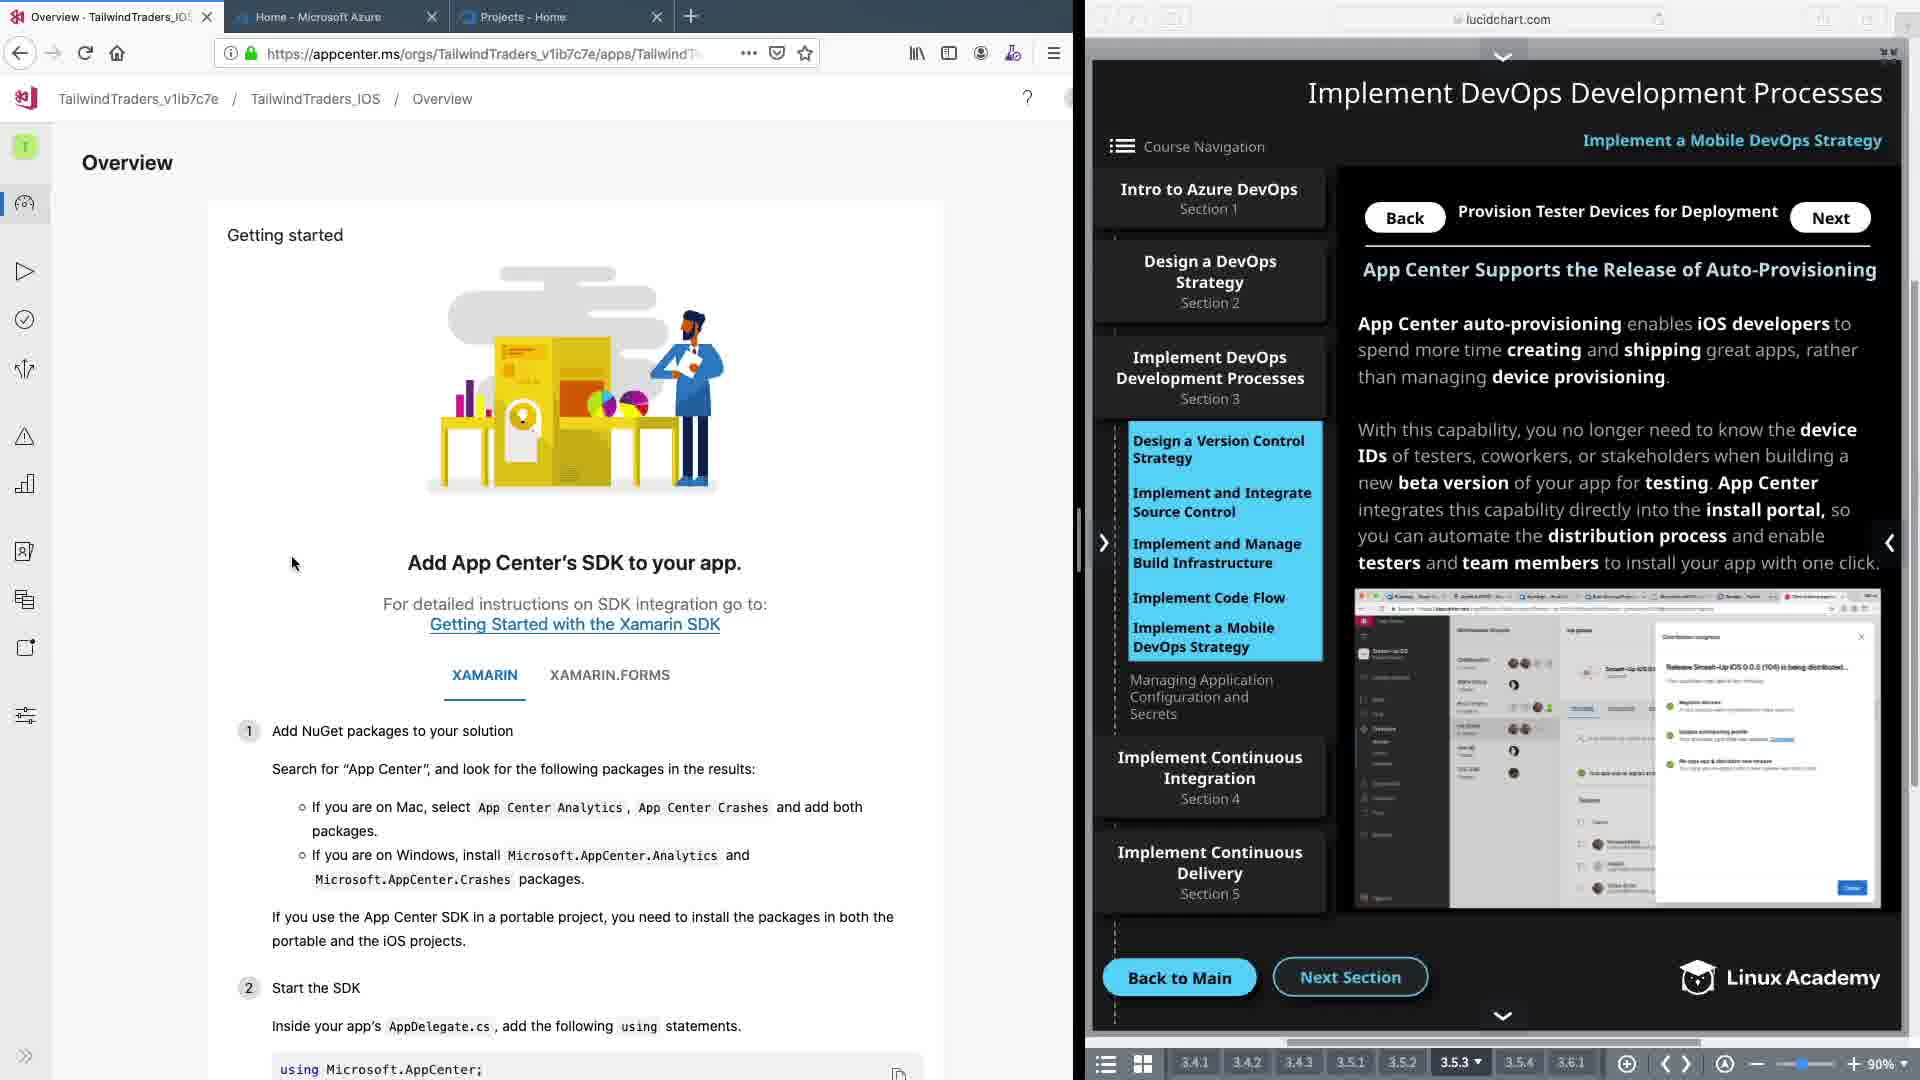 Overview - TailwindTraders_iOS
Home - Microsoft Azure
Projects - Home
https://appcenter.ms/orgs/TailwindTraders_v1ib7c7e/apps/TailwindTr
TailwindTraders_v1ib7c7e / TailwindTraders_IOS / Overview
?
T
Overview
Getting started
Add App Center's SDK to your app.
For detailed instructions on SDK integration go to:
Getting Started with the Xamarin SDK
XAMARIN XAMARIN.FORMS
1 Add NuGet packages to your solution
Search for “App Center”, and look for the following packages in the results:
If you are on Mac, select App Center Analytics, App Center Crashes and add both
packages.
If you are on Windows, install Microsoft.AppCenter.Analytics and
Microsoft.AppCenter.Crashes packages.
If you use the App Center SDK in a portable project, you need to install the packages in both the
portable and the iOS projects.
2 Start the SDK
Inside your app's AppDelegate.cs, add the following using statements.
using Microsoft.AppCenter;
lucidchart.com
Implement DevOps Development Processes
Implement a Mobile DevOps Strategy
Course Navigation
Intro to Azure DevOps
Section 1
Design a DevOps
Strategy
Section 2
Implement DevOps
Development Processes
Section 3
Design a Version Control
Strategy
Implement and Integrate
Source Control
Implement and Manage
Build Infrastructure
Implement Code Flow
Implement a Mobile
DevOps Strategy
Managing Application
Configuration and
Secrets
Implement Continuous
Integration
Section 4
Implement Continuous
Delivery
Section 5
Back
Provision Tester Devices for Deployment
Next
App Center Supports the Release of Auto-Provisioning
App Center auto-provisioning enables iOS developers to
spend more time creating and shipping great apps, rather
than managing device provisioning.
With this capability, you no longer need to know the device
IDs of testers, coworkers, or stakeholders when building a
new beta version of your app for testing. App Center
integrates this capability directly into the install portal, so
you can automate the distribution process and enable
testers and team members to install your app with one click.
Back to Main
Next Section
Linux Academy
3.4.1 3.4.2 3.4.3 3.5.1 3.5.2 3.5.3 3.5.4 3.6.1
90%